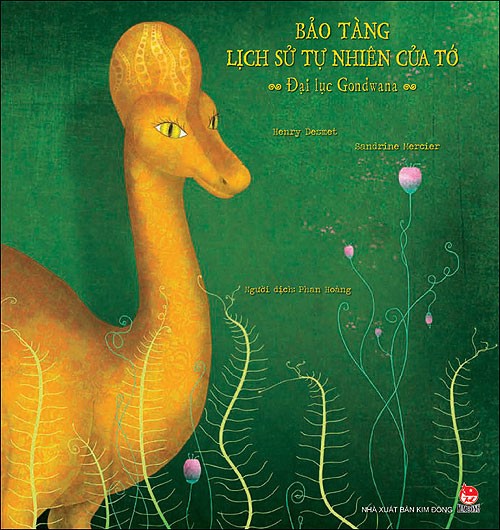 BẢO TÀNG
LỊCH SỬ TỰ NHIÊN CỦA TỚ
Đại lục Gondwana
Henry Desmet
Sandrine Mercier
Người dịch: Phan Hoàng
NHÀ XUẤT BẢN KIM ĐỒNG